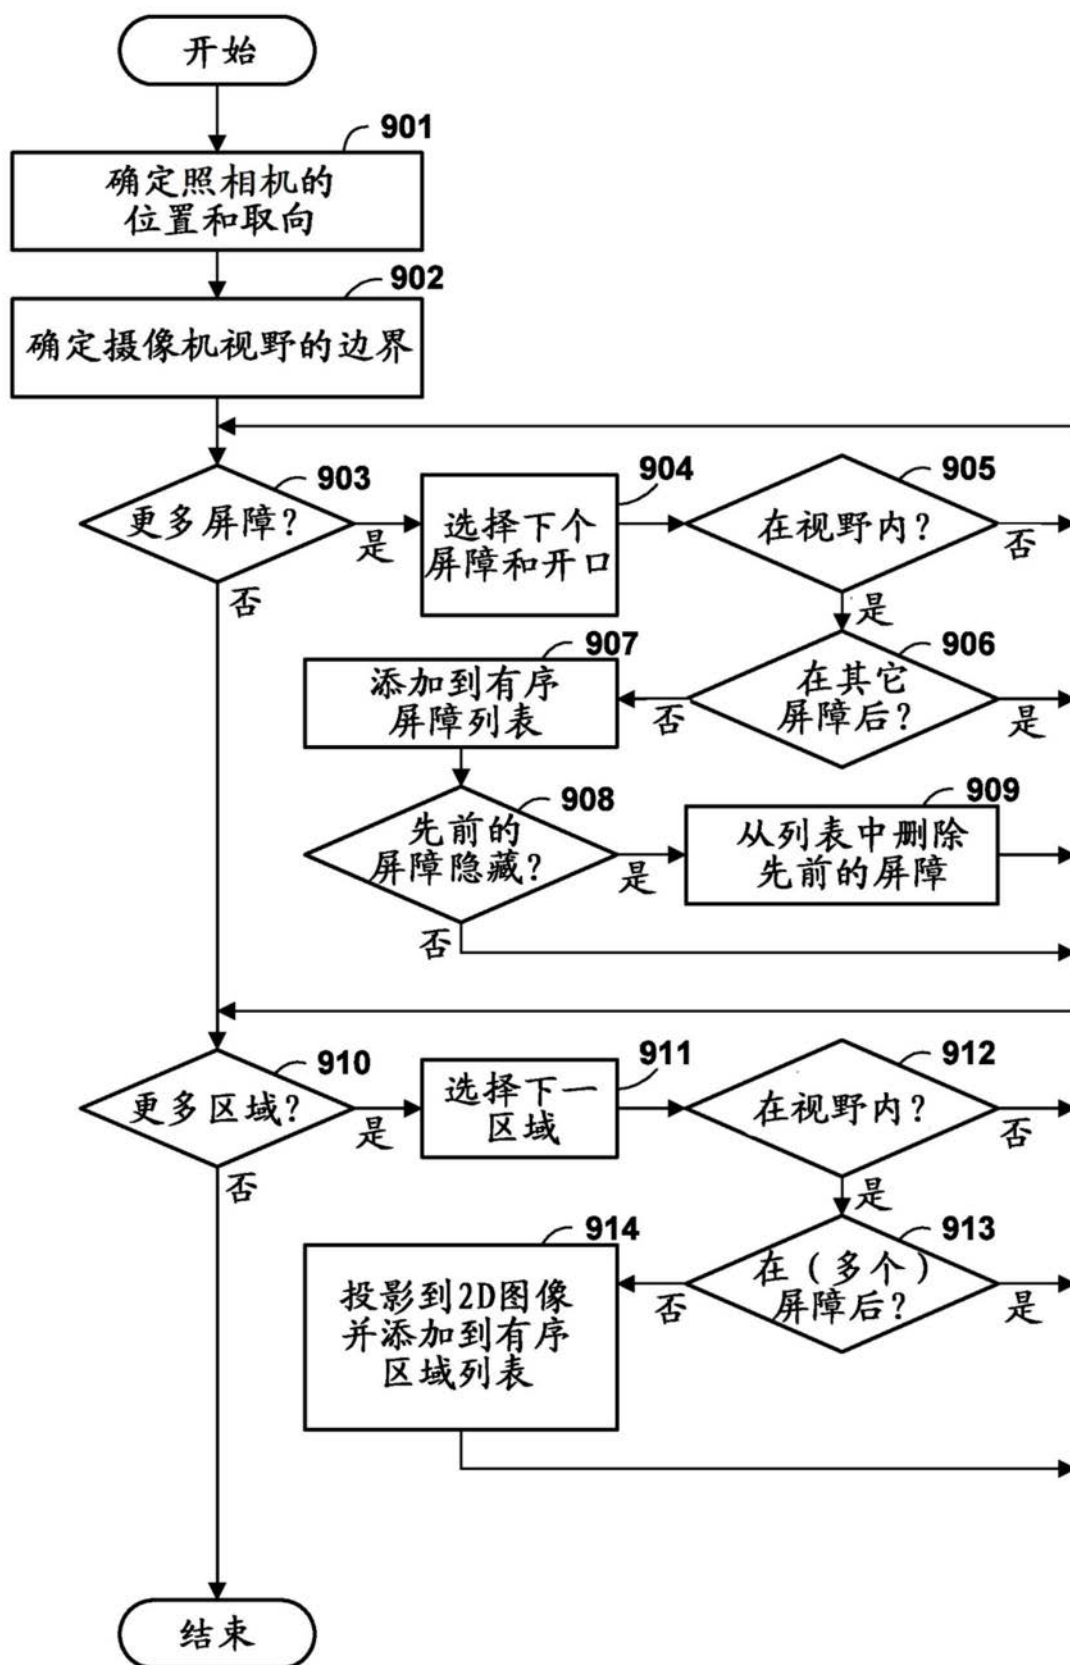 开始
901
确定照相机的
位置和取向
902
确定摄像机视野的边界
903
更多屏障?
是
否
904
选择下个
屏障和开口
905
在视野内?
否
是
906
在其它
屏障后?
否
是
907
添加到有序
屏障列表
908
先前的
屏障隐藏?
是
否
909
从列表中删除
先前的屏障
910
更多区域?
是
否
911
选择下一
区域
912
在视野内?
否
是
913
在(多个)
屏障后?
否
是
914
投影到2D图像
并添加到有序
区域列表
结束